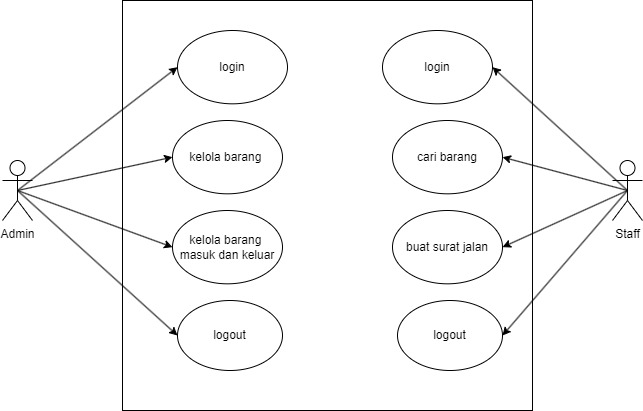 login
login
kelola barang
cari barang
Admin
Staff
kelola barang
masuk dan keluar
buat surat jalan
logout
logout